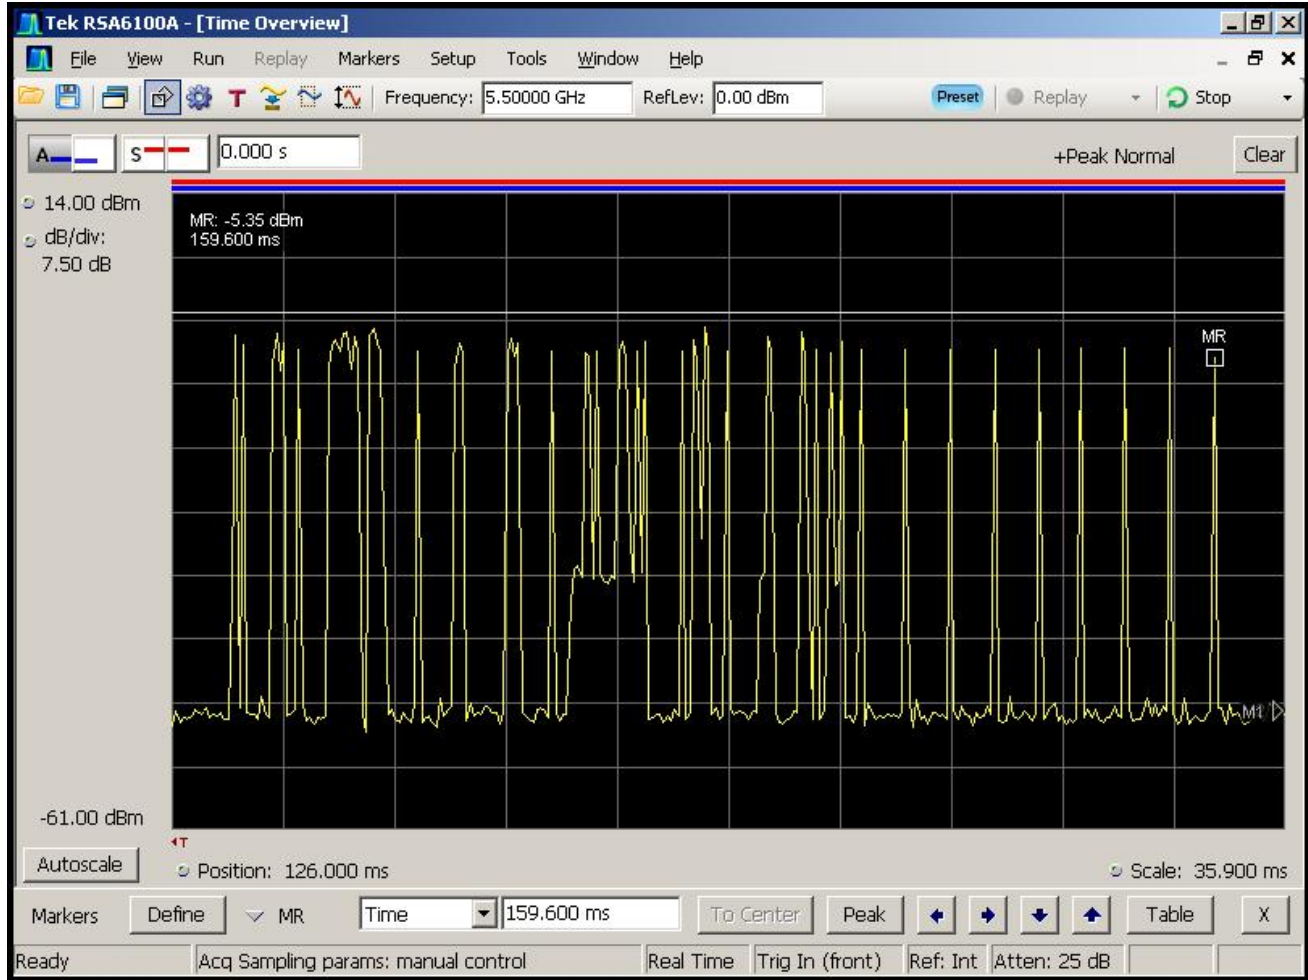 Tek RSA6100A - [Time Overview]
File View Run Replay Markers Setup Tools Window Help
T Frequency: 5.50000 GHz RefLev: 0.00 dBm Preset Replay Stop
A S 0.000 s +Peak Normal Clear
14.00 dBm
dB/div:
7.50 dB
MR: -5.35 dBm
159.600 ms
MR
M1
-61.00 dBm
T
Autoscale Position: 126.000 ms Scale: 35.900 ms
Markers Define MR Time 159.600 ms To Center Peak Table X
Ready Acq Sampling params: manual control Real Time Trig In (front) Ref: Int Atten: 25 dB